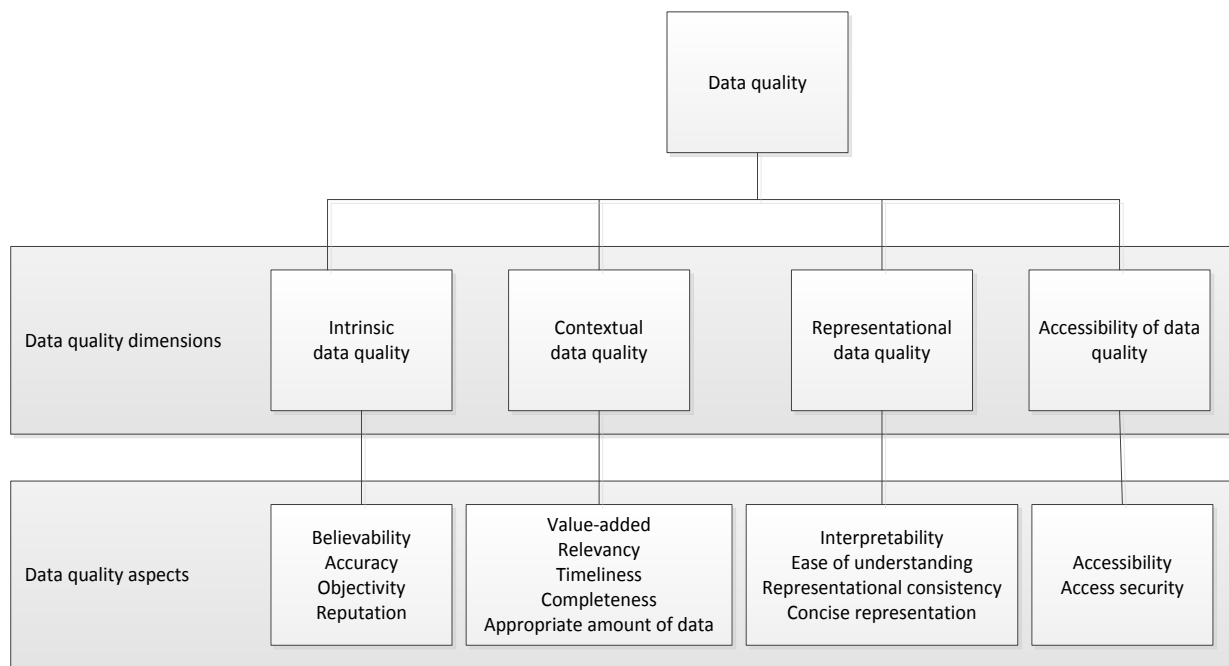 Data quality
Data quality dimensions
Intrinsic
data quality
Contextual
data quality
Representational
data quality
Accessibility of data
quality
Data quality aspects
Believability
Accuracy
Objectivity
Reputation
Value-added
Relevancy
Timeliness
Completeness
Appropriate amount of data
Interpretability
Ease of understanding
Representational consistency
Concise representation
Accessibility
Access security